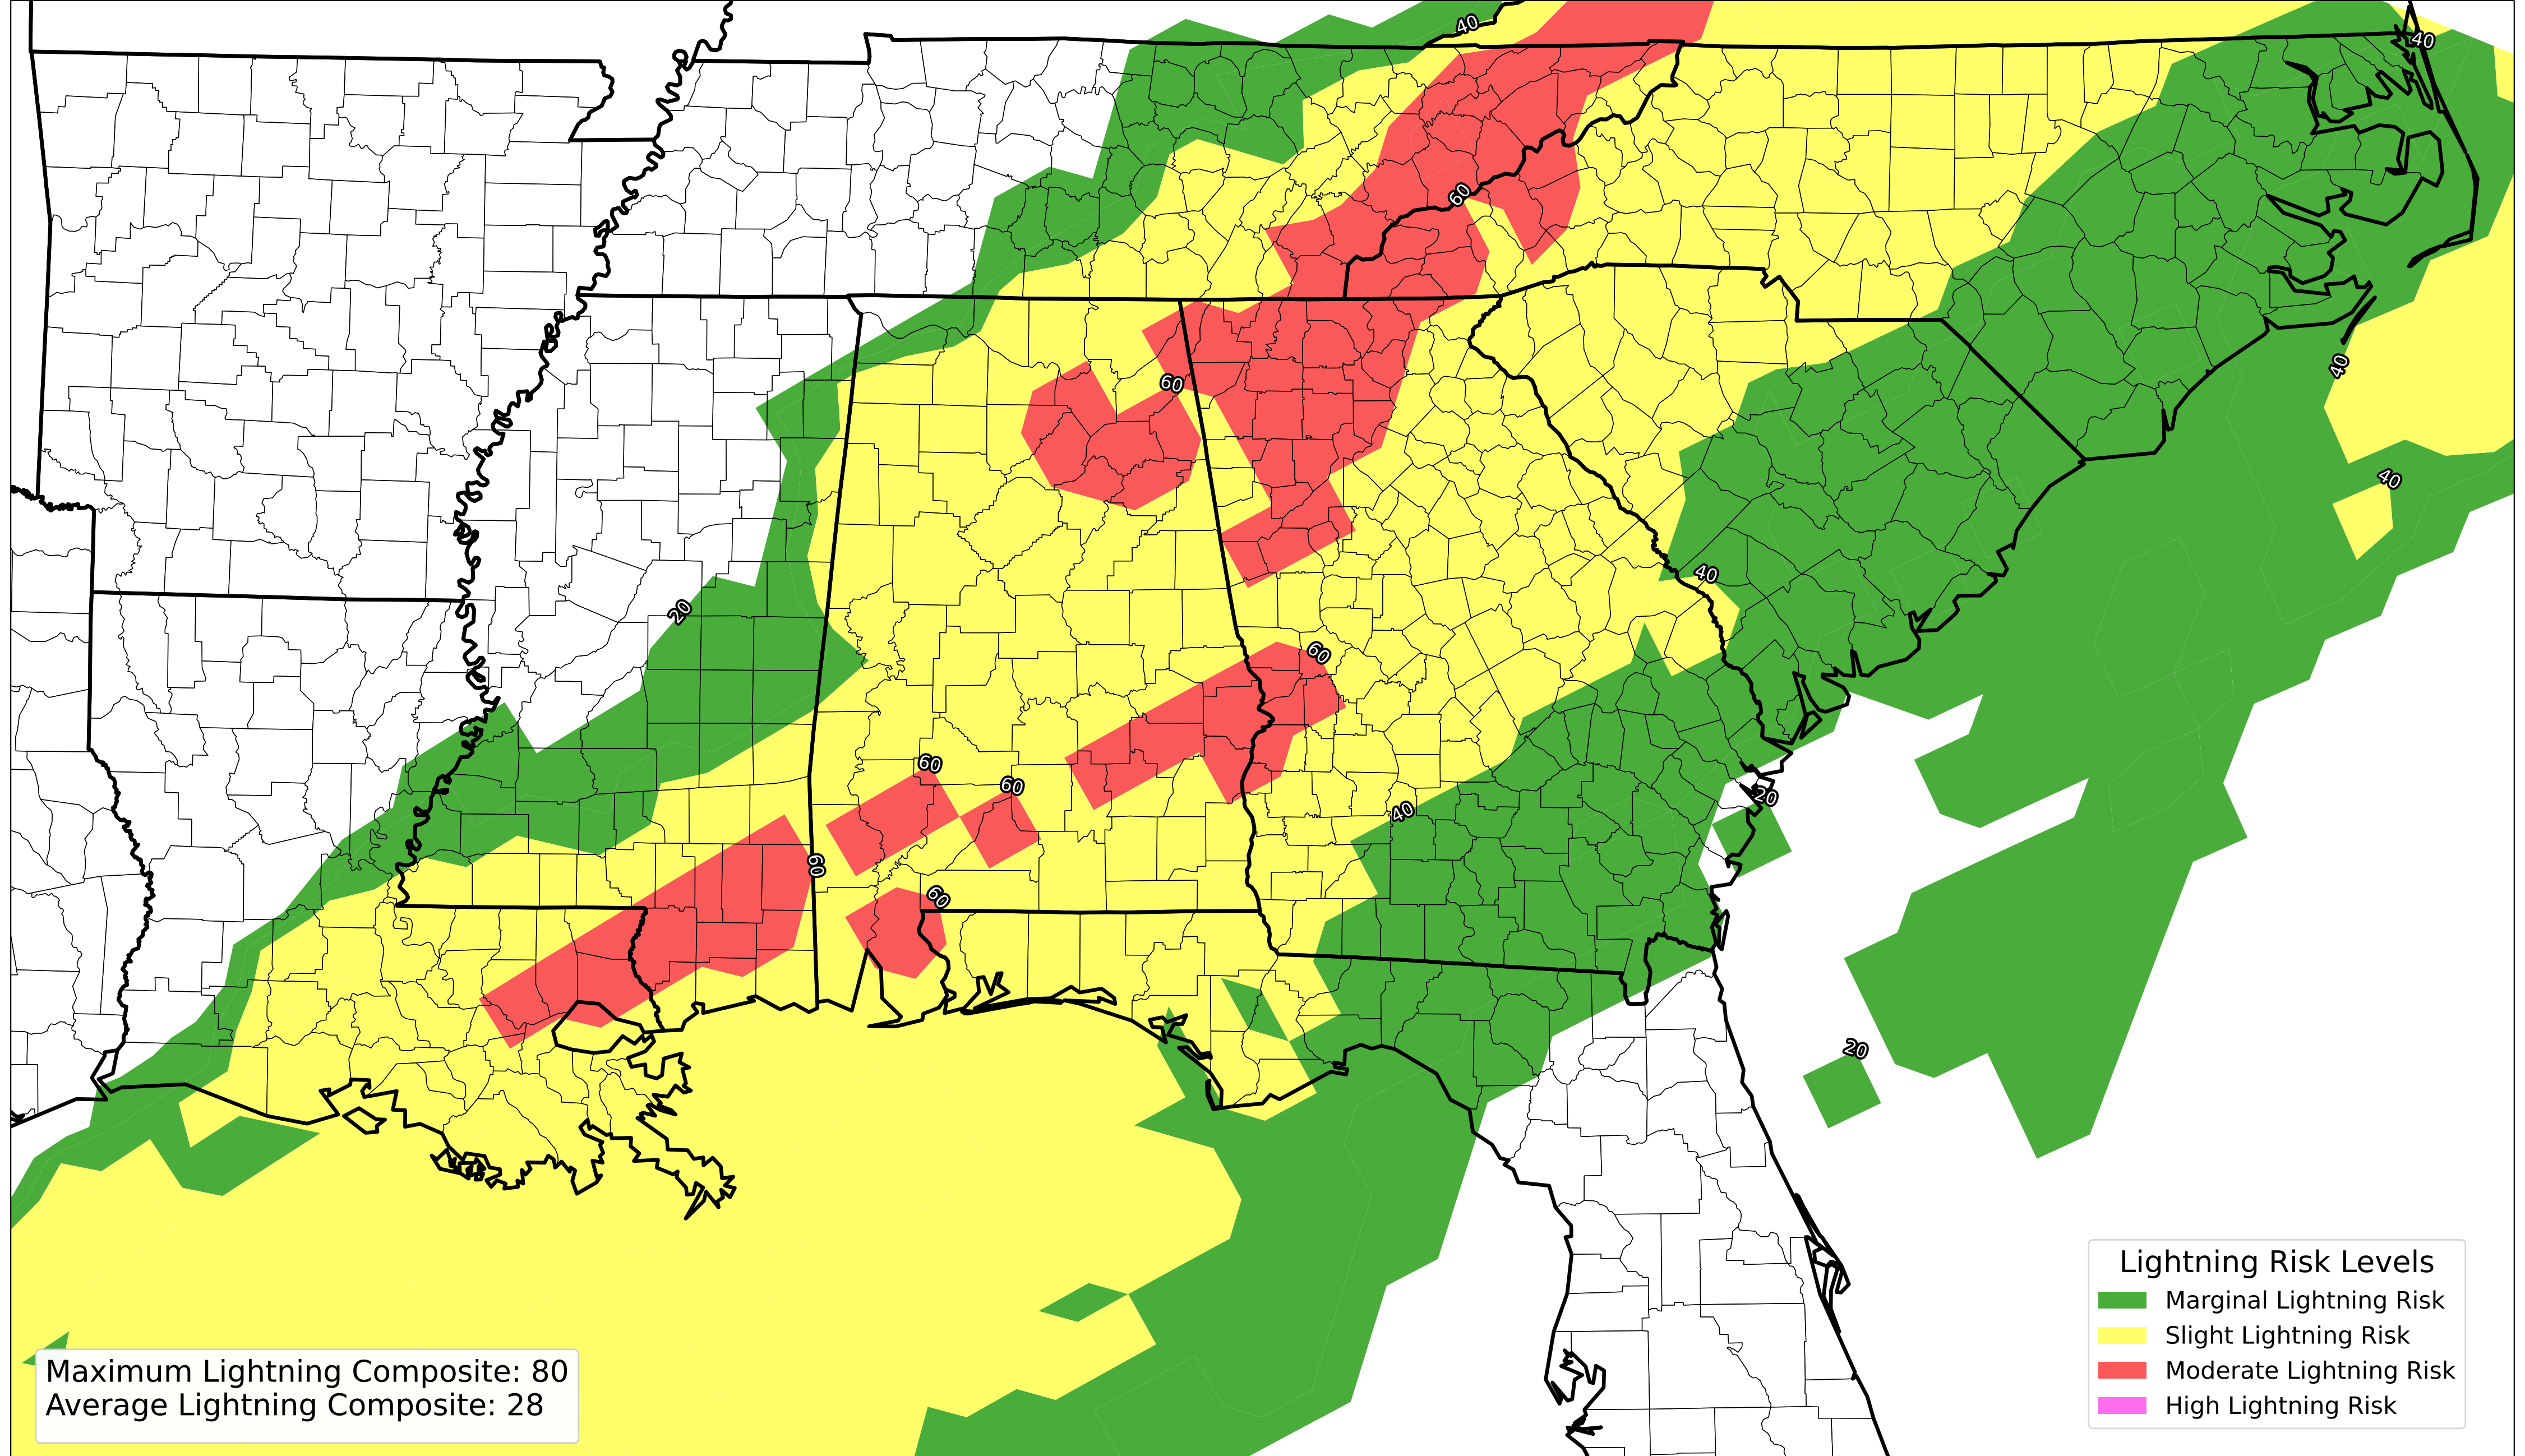 40
40
60
40
60
40
40
20
60
60
60
40
20
60
60
20
Lightning Risk Levels
Marginal Lightning Risk
Slight Lightning Risk
Moderate Lightning Risk
High Lightning Risk
Maximum Lightning Composite: 80
Average Lightning Composite: 28